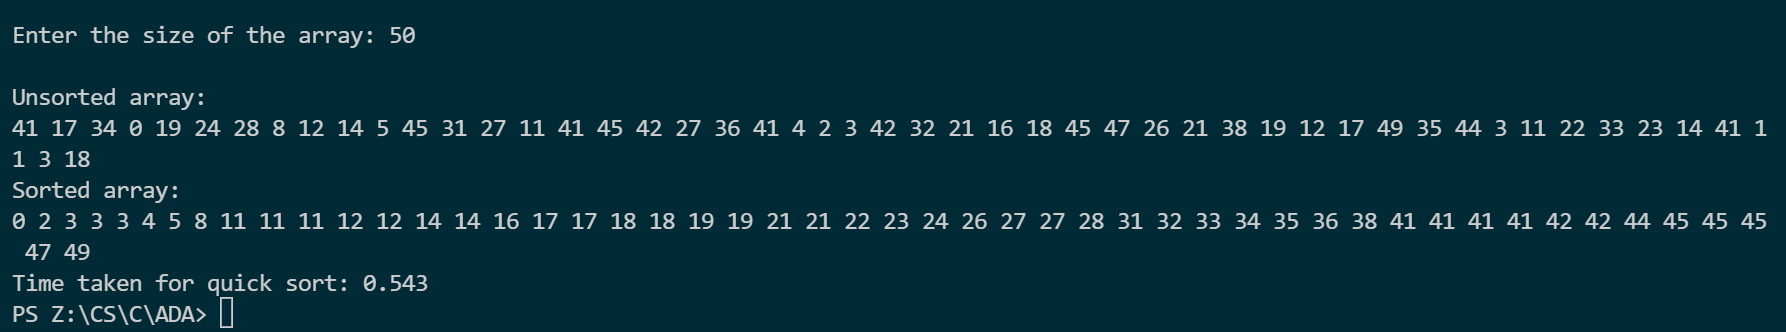 Enter the size of the array: 50
Unsorted array:
41 17 34 0 19 24 28 8 12 14 5 45 31 27 11 41 45 42 27 36 41 4 2 3 42 32 21 16 18 45 47 26 21 38 19 12 17 49 35 44 3 11 22 33 23 14 41 1
1 3 18
Sorted array:
0 2 3 3 3 4 5 8 11 11 11 12 12 14 14 16 17 17 18 18 19 19 21 21 22 23 24 26 27 27 28 31 32 33 34 35 36 38 41 41 41 41 42 42 44 45 45 45
47 49
Time taken for quick sort: 0.543
PS Z:\CS\C\ADA>